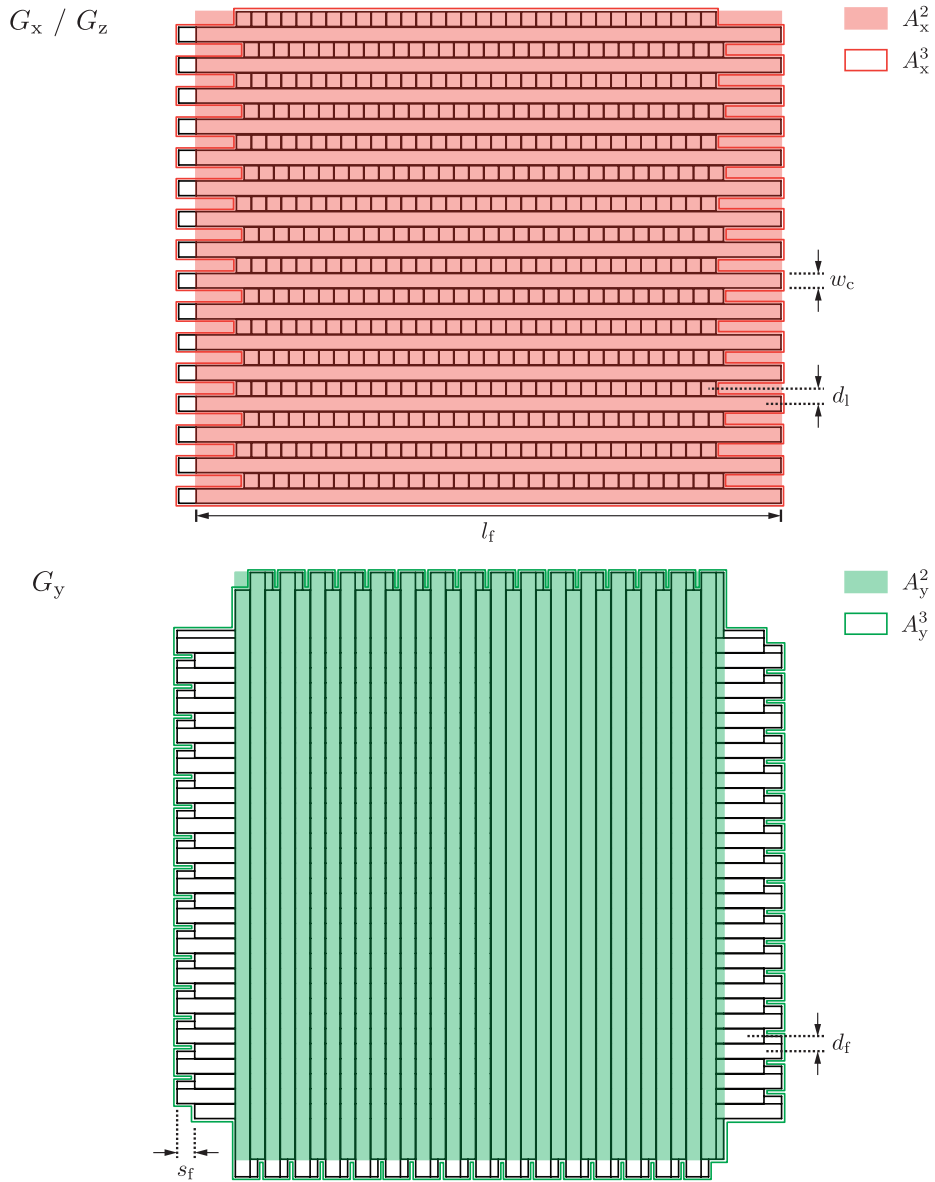 G_x / G_z
A_x^2
A_x^3
w_c
d_l
l_f
G_y
A_y^2
A_y^3
d_f
s_f